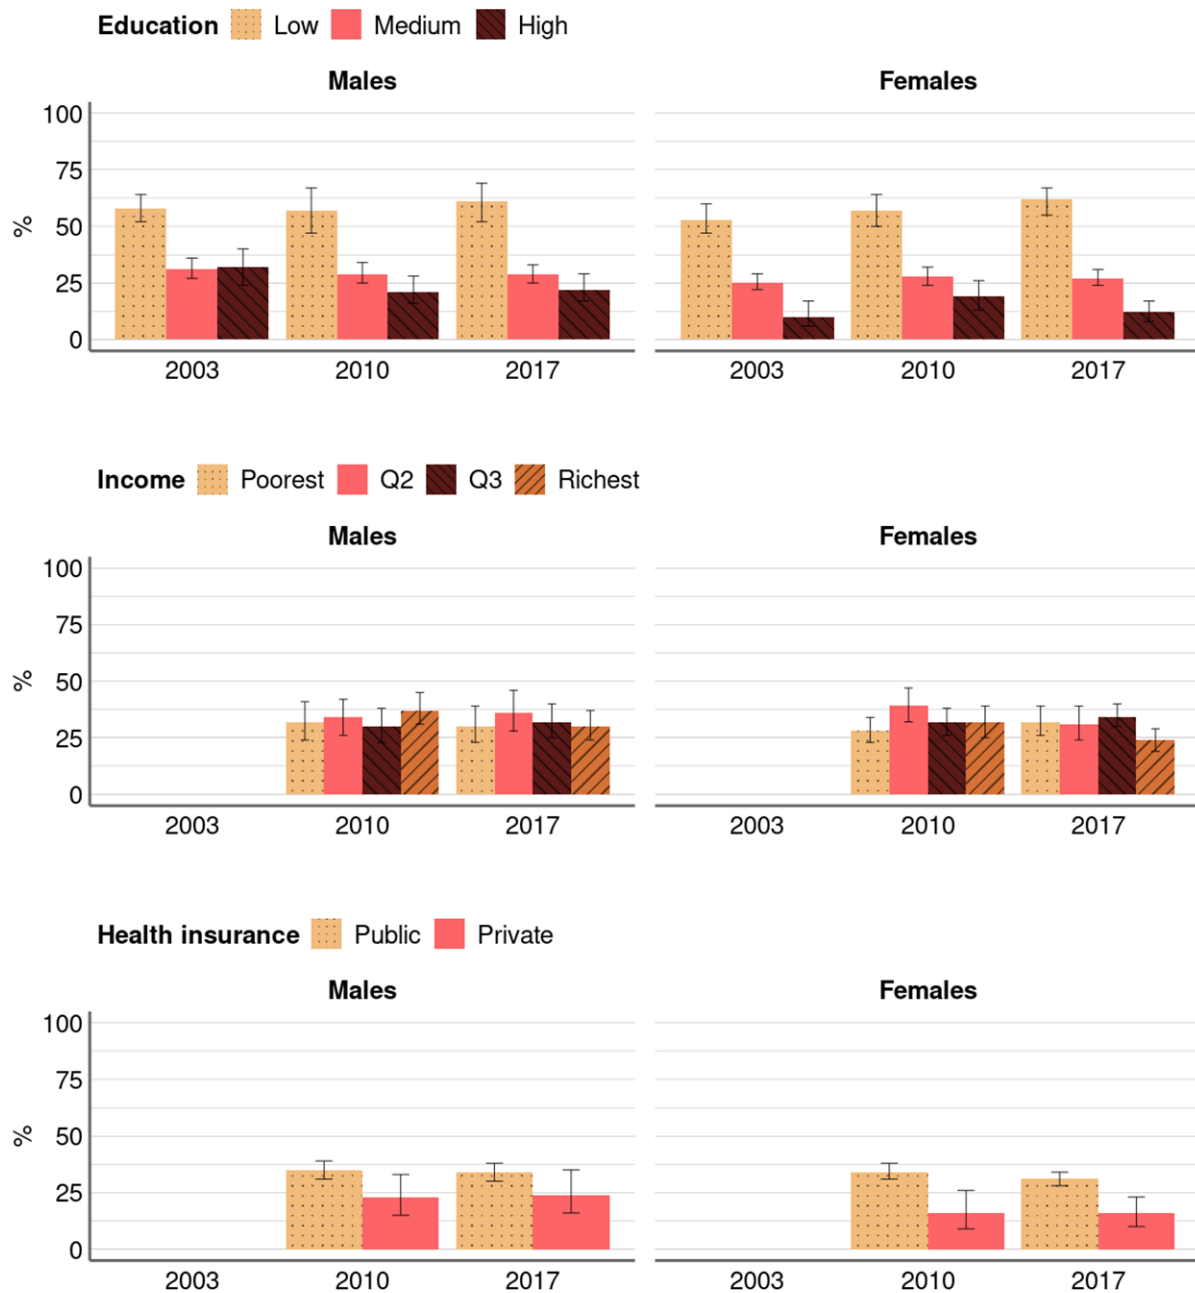 Education Low Medium High
Males Females
100
75
50
25
0
%
2003 2010 2017 2003 2010 2017
Income Poorest Q2 Q3 Richest
Males Females
100
75
50
25
0
%
2003 2010 2017 2003 2010 2017
Health insurance Public Private
Males Females
100
75
50
25
0
%
2003 2010 2017 2003 2010 2017